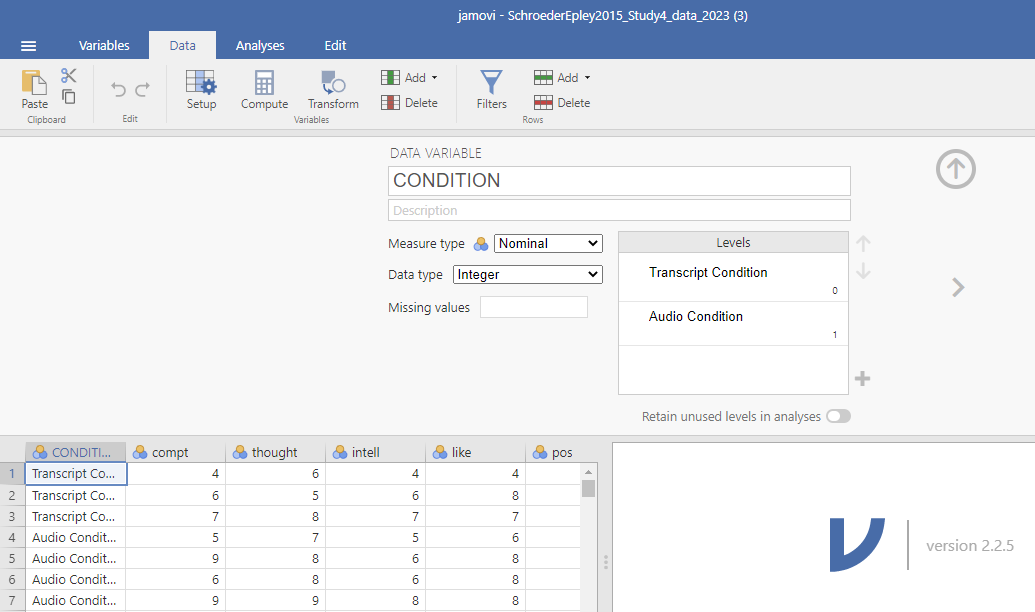 jamovi - SchroederEpley2015_Study4_data_2023 (3)
Variables Data Analyses Edit
Paste Setup Compute Transform Add Delete Filters Add Delete
Clipboard Edit Variables Rows
DATA VARIABLE
CONDITION
Description
Measure type Nominal Levels
Data type Integer Transcript Condition
0
Missing values Audio Condition
1
Retain unused levels in analyses
CONDITI... compt thought intell like pos
1 Transcript Co... 4 6 4 4
2 Transcript Co... 6 5 6 8
3 Transcript Co... 7 8 7 7
4 Audio Condit... 5 7 5 6
5 Audio Condit... 9 8 6 8
6 Audio Condit... 6 8 6 8
7 Audio Condit... 9 9 8 8
version 2.2.5